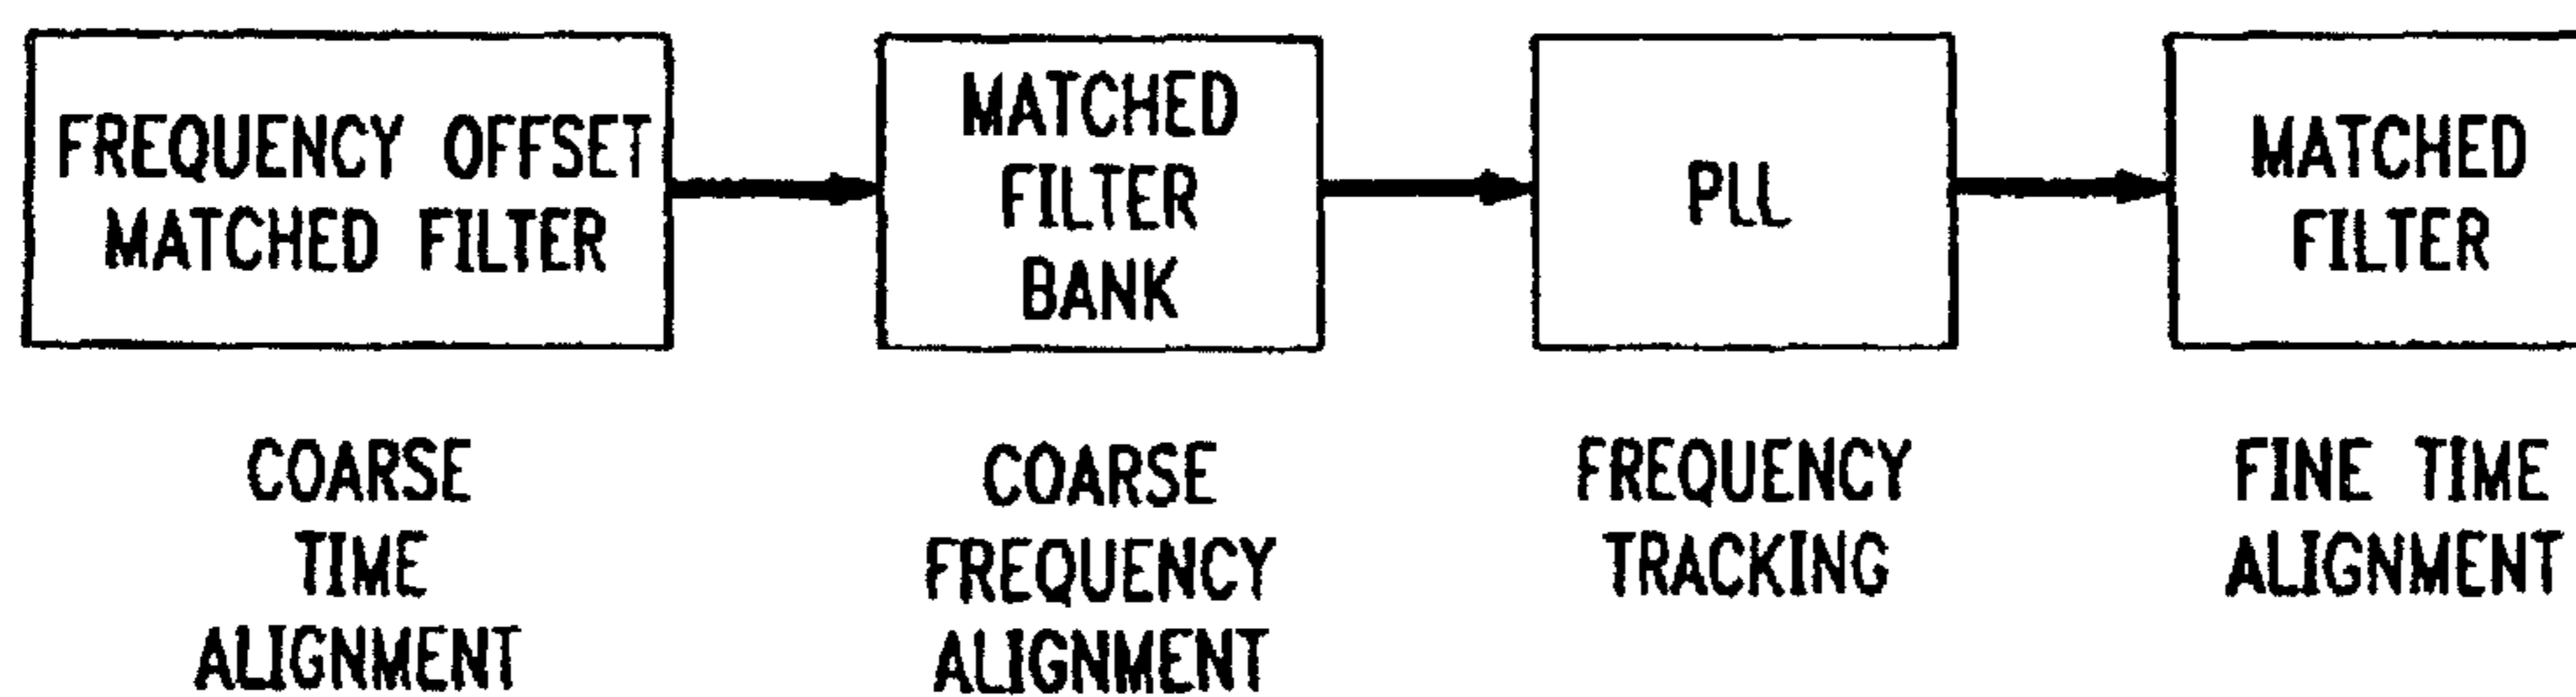 FREQUENCY OFFSET
MATCHED FILTER
MATCHED
FILTER
BANK
PLL
MATCHED
FILTER
COARSE
TIME
ALIGNMENT
COARSE
FREQUENCY
ALIGNMENT
FREQUENCY
TRACKING
FINE TIME
ALIGNMENT